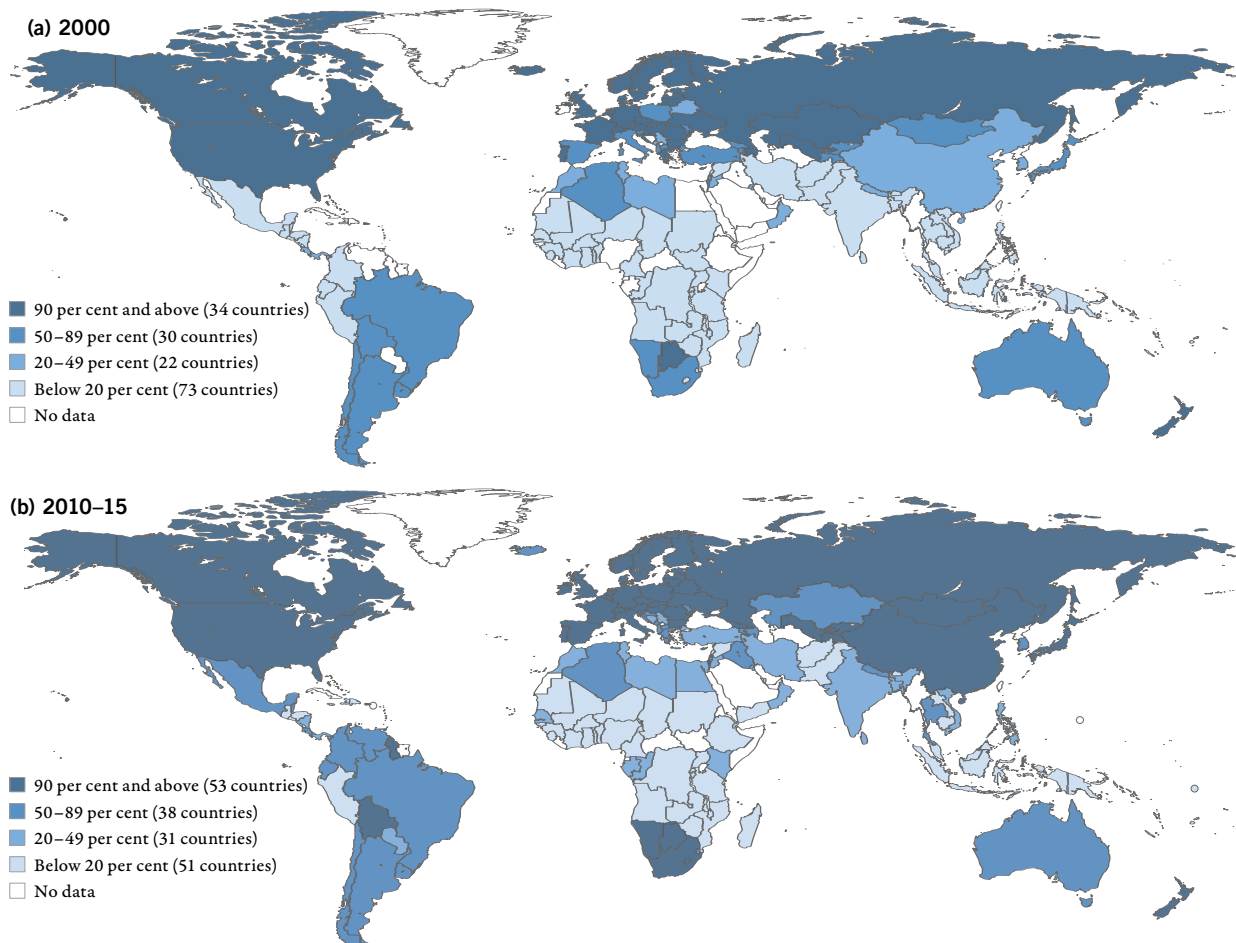 (a) 2000
90 per cent and above (34 countries)
50–89 per cent (30 countries)
20–49 per cent (22 countries)
Below 20 per cent (73 countries)
No data
(b) 2010–15
90 per cent and above (53 countries)
50–89 per cent (38 countries)
20–49 per cent (31 countries)
Below 20 per cent (51 countries)
No data